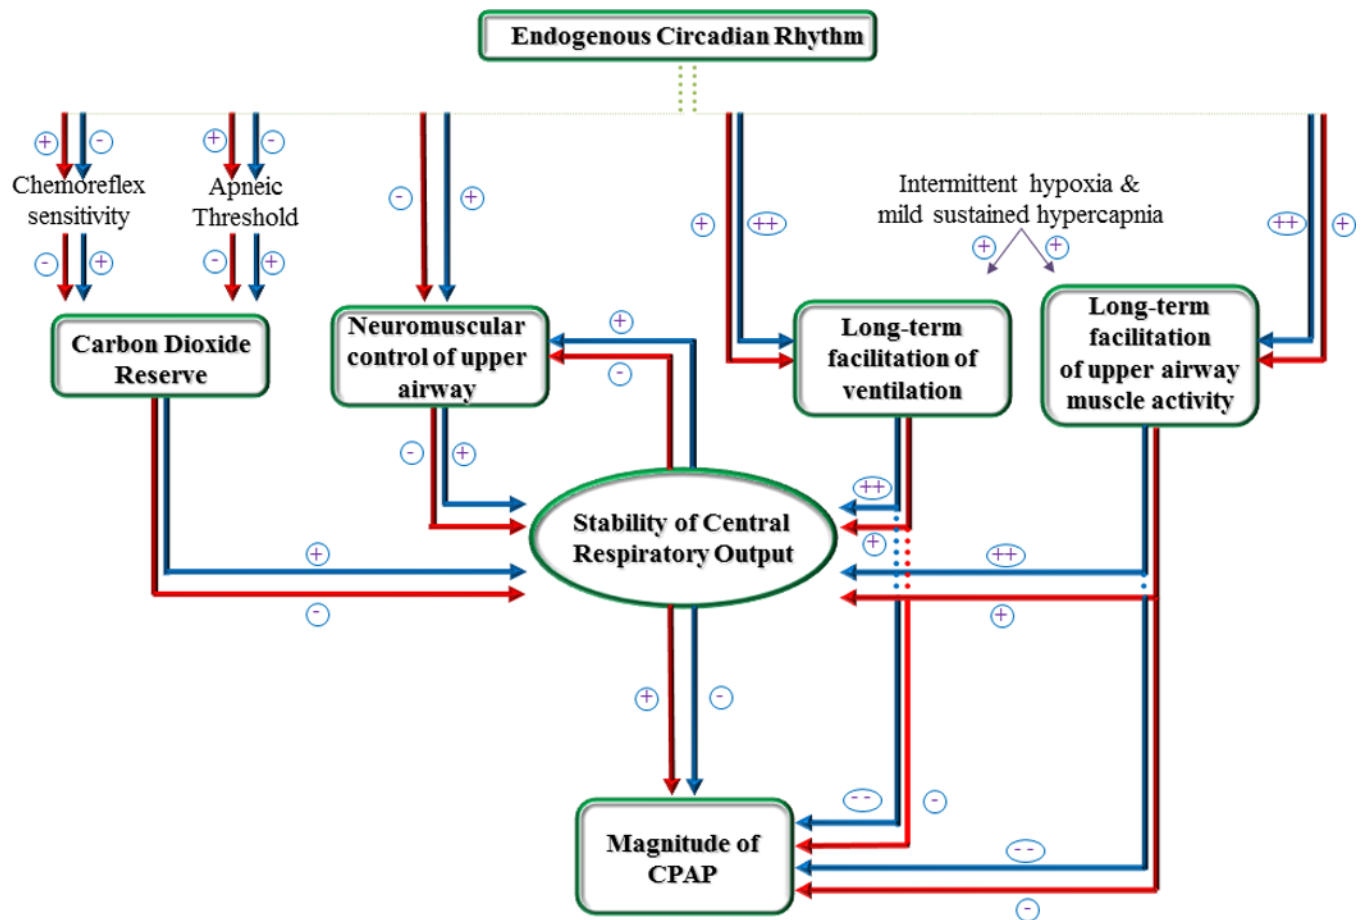 Endogenous Circadian Rhythm
+ - + - - + + ++ ++ +
Chemoreflex
sensitivity
Apneic
Threshold
Intermittent hypoxia &
mild sustained hypercapnia
- + - + + +
Carbon Dioxide
Reserve
Neuromuscular
control of upper
airway
+
-
Long-term
facilitation of
ventilation
Long-term
facilitation
of upper airway
muscle activity
- +
++
+
Stability of Central
Respiratory Output
+
-
++
+
+ -
- -
-
- -
-
Magnitude of
CPAP